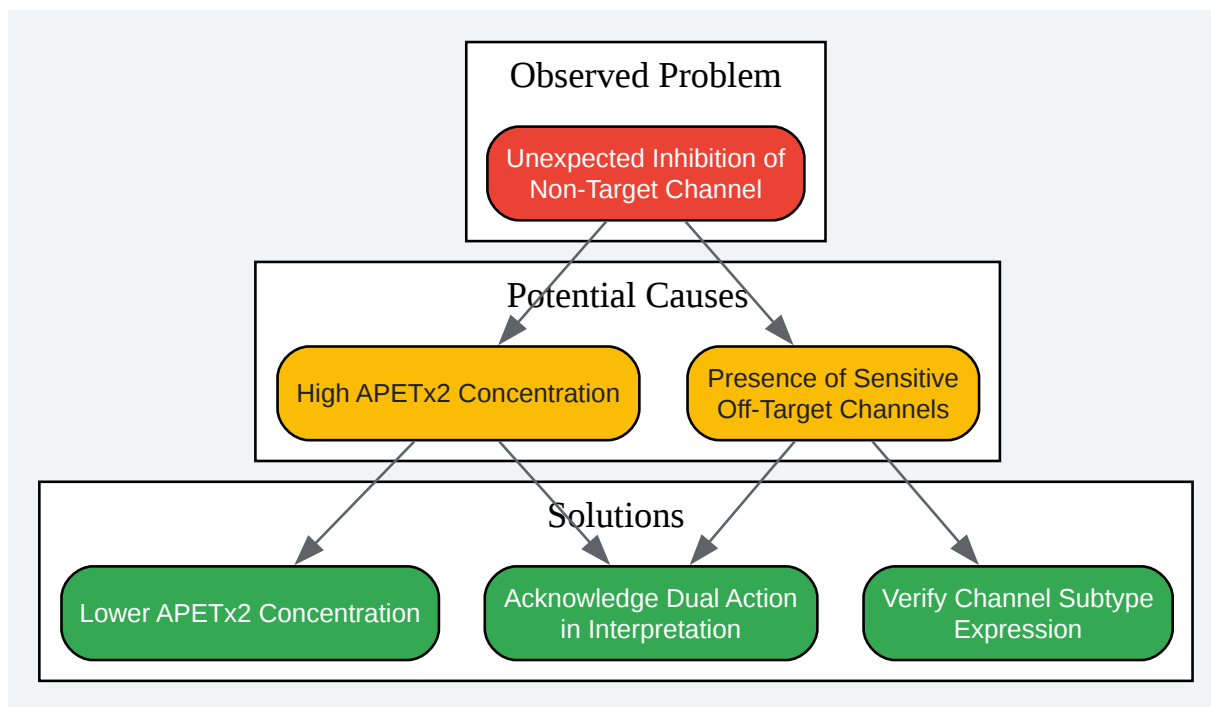 Observed Problem
Unexpected Inhibition of
Non-Target Channel
Potential Causes
High APETx2 Concentration
Presence of Sensitive
Off-Target Channels
Solutions
Lower APETx2 Concentration
Acknowledge Dual Action
in Interpretation
Verify Channel Subtype
Expression